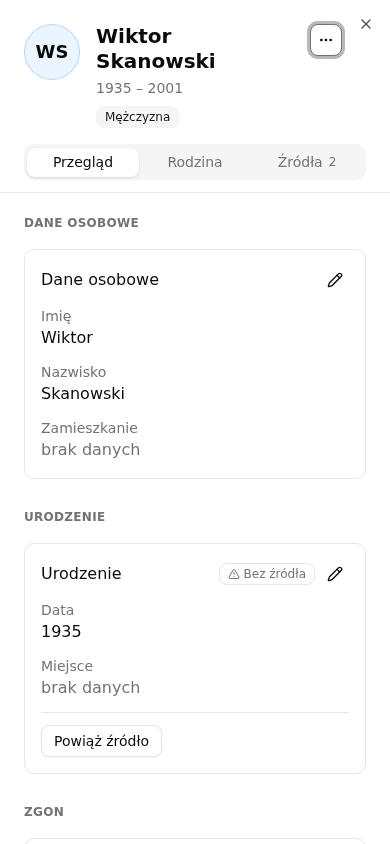 WS
Wiktor
Skanowski
1935 – 2001
Mężczyzna
Przegląd Rodzina Źródła 2
DANE OSOBOWE
Dane osobowe
Imię
Wiktor
Nazwisko
Skanowski
Zamieszkanie
brak danych
URODZENIE
Urodzenie Bez źródła
Data
1935
Miejsce
brak danych
Powiąż źródło
ZGON